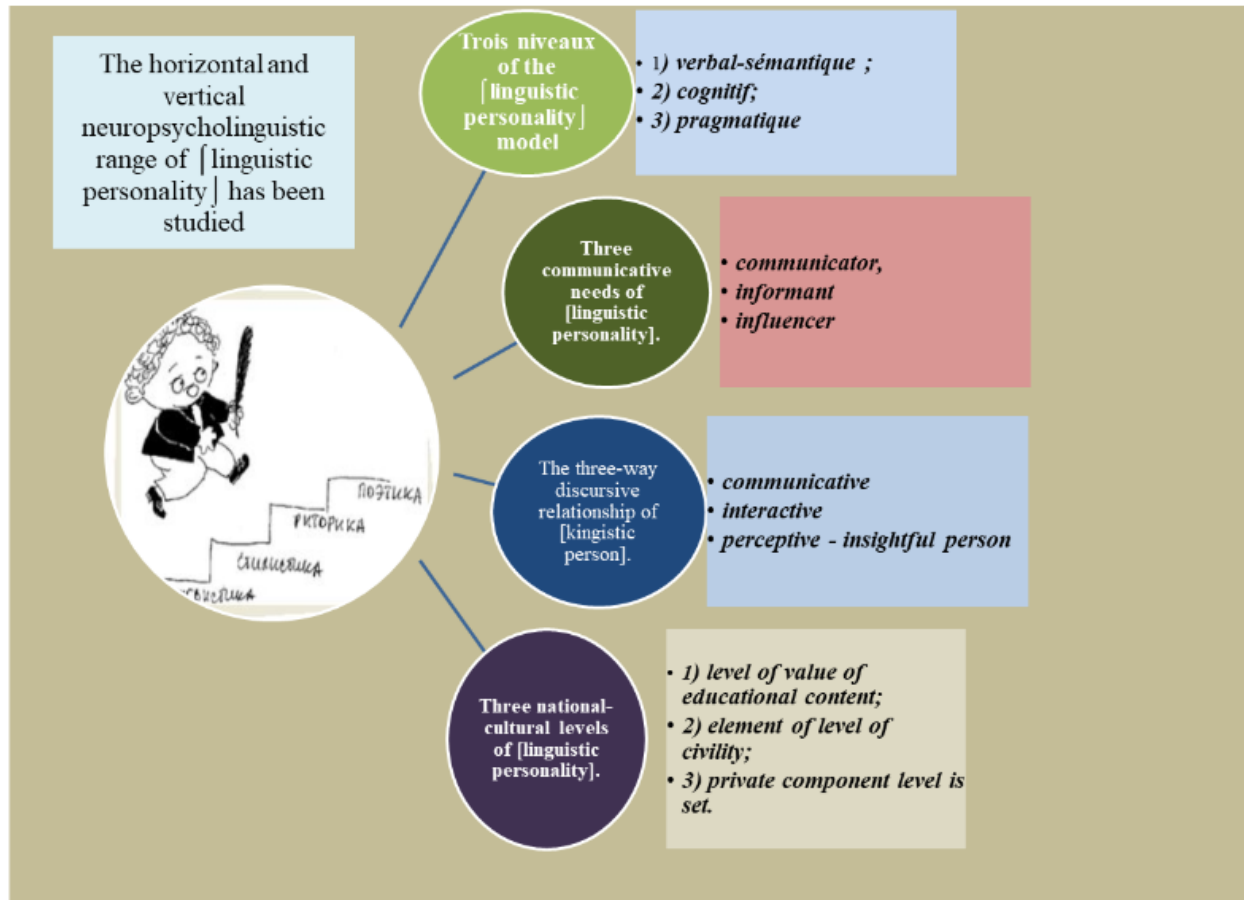 The horizontal and
vertical
neuropsycholinguistic
range of ⌈linguistic
personality⌋ has been
studied
Trois niveaux
of the
⌈linguistic
personality⌋
model
• 1) verbal-sémantique ;
• 2) cognitif;
• 3) pragmatique
Three
communicative
needs of
[linguistic
personality].
• communicator,
• informant
• influencer
The three-way
discursive
relationship of
[kingistic
person].
• communicative
• interactive
• perceptive - insightful person
Three national-
cultural levels
of [linguistic
personality].
• 1) level of value of
educational content;
• 2) element of level of
civility;
• 3) private component level is
set.
ПОЭТИКА
РИТОРИКА
СТИЛИСТИКА